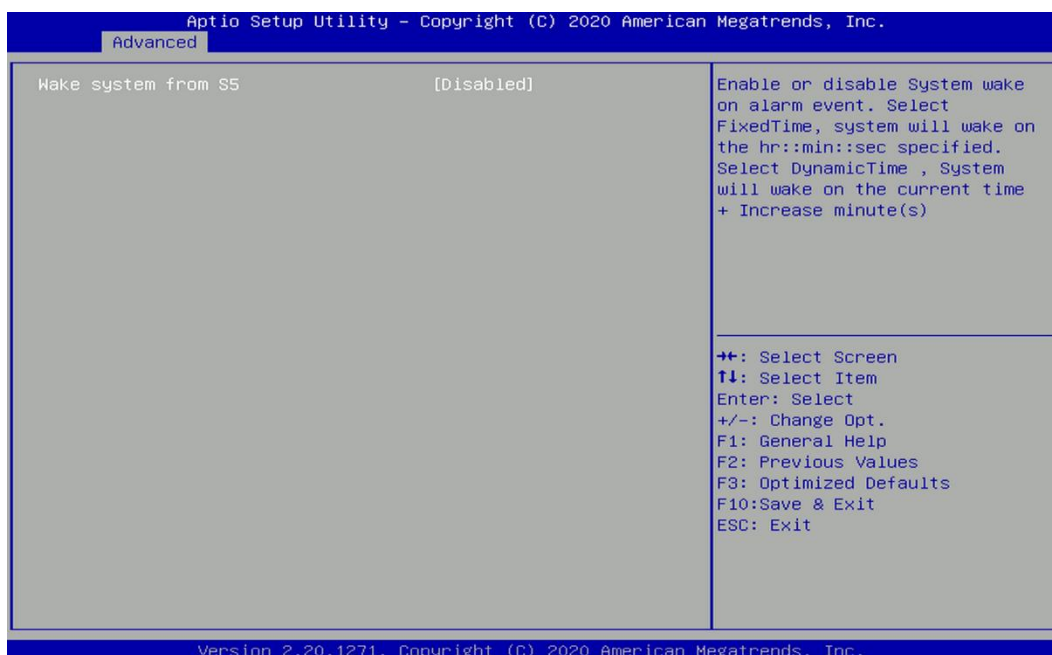 Aptio Setup Utility – Copyright (C) 2020 American Megatrends, Inc.
Advanced
Wake system from S5 [Disabled]
Enable or disable System wake
on alarm event. Select
FixedTime, system will wake on
the hr::min::sec specified.
Select DynamicTime , System
will wake on the current time
+ Increase minute(s)
→←: Select Screen
↑↓: Select Item
Enter: Select
+/-: Change Opt.
F1: General Help
F2: Previous Values
F3: Optimized Defaults
F10:Save & Exit
ESC: Exit
Version 2.20.1271. Copyright (C) 2020 American Megatrends, Inc.